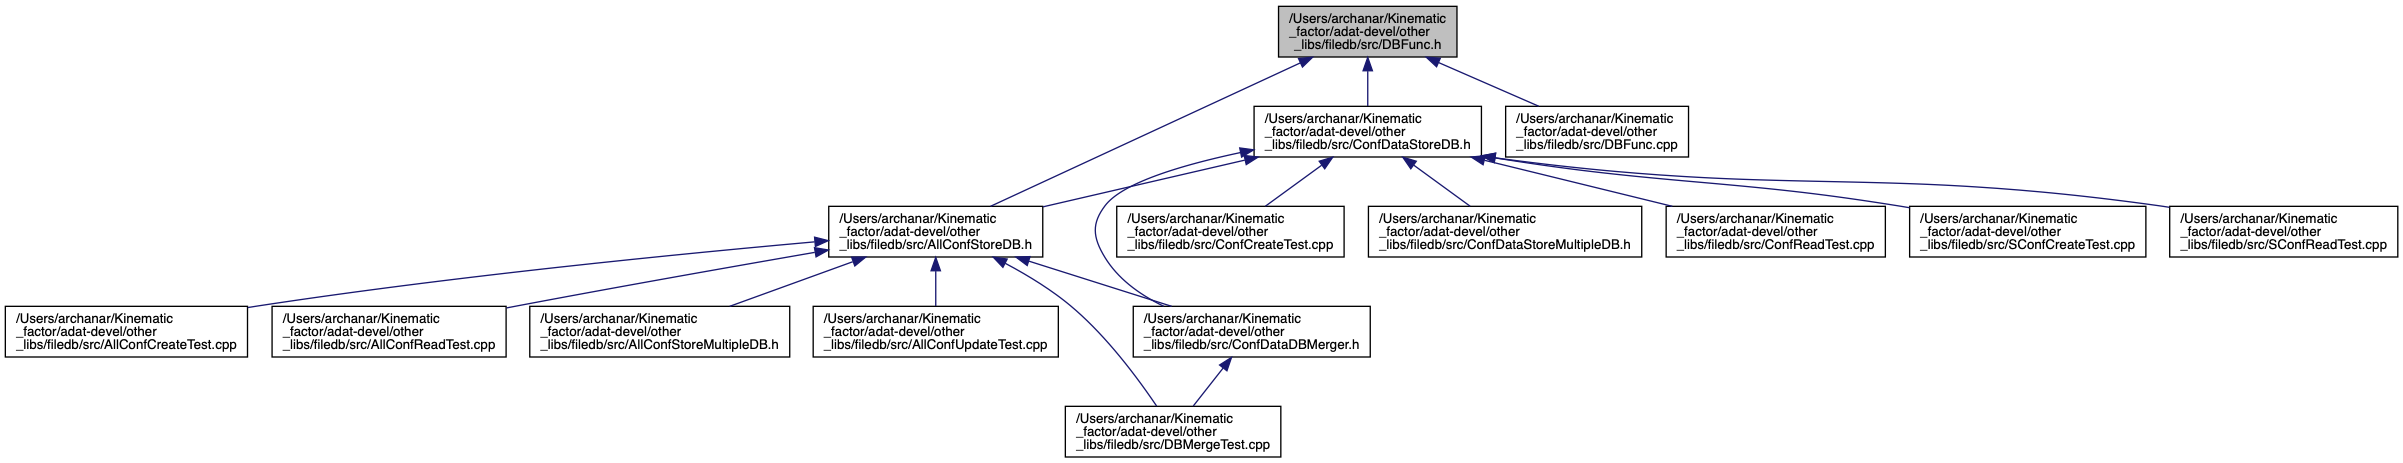 /Users/archanar/Kinematic
_factor/adat-devel/other
_libs/filedb/src/DBFunc.h
/Users/archanar/Kinematic
_factor/adat-devel/other
_libs/filedb/src/ConfDataStoreDB.h
/Users/archanar/Kinematic
_factor/adat-devel/other
_libs/filedb/src/DBFunc.cpp
/Users/archanar/Kinematic
_factor/adat-devel/other
_libs/filedb/src/AllConfStoreDB.h
/Users/archanar/Kinematic
_factor/adat-devel/other
_libs/filedb/src/ConfCreateTest.cpp
/Users/archanar/Kinematic
_factor/adat-devel/other
_libs/filedb/src/ConfDataStoreMultipleDB.h
/Users/archanar/Kinematic
_factor/adat-devel/other
_libs/filedb/src/ConfReadTest.cpp
/Users/archanar/Kinematic
_factor/adat-devel/other
_libs/filedb/src/SConfCreateTest.cpp
/Users/archanar/Kinematic
_factor/adat-devel/other
_libs/filedb/src/SConfReadTest.cpp
/Users/archanar/Kinematic
_factor/adat-devel/other
_libs/filedb/src/AllConfCreateTest.cpp
/Users/archanar/Kinematic
_factor/adat-devel/other
_libs/filedb/src/AllConfReadTest.cpp
/Users/archanar/Kinematic
_factor/adat-devel/other
_libs/filedb/src/AllConfStoreMultipleDB.h
/Users/archanar/Kinematic
_factor/adat-devel/other
_libs/filedb/src/AllConfUpdateTest.cpp
/Users/archanar/Kinematic
_factor/adat-devel/other
_libs/filedb/src/ConfDataDBMerger.h
/Users/archanar/Kinematic
_factor/adat-devel/other
_libs/filedb/src/DBMergeTest.cpp